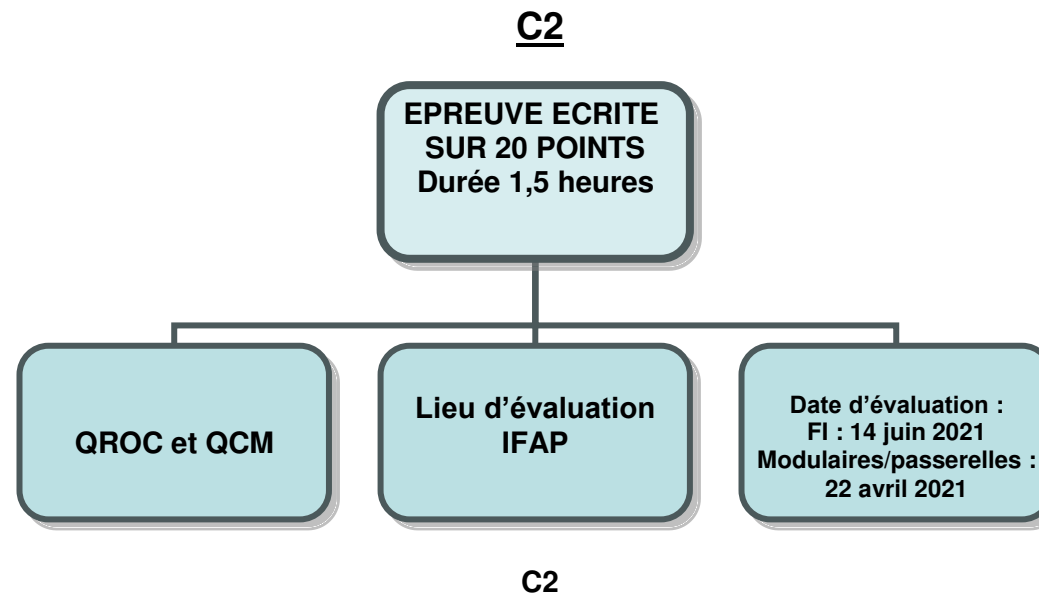 C2
EPREUVE ECRITE
SUR 20 POINTS
Durée 1,5 heures
QROC et QCM
Lieu d’évaluation
IFAP
Date d’évaluation :
FI : 14 juin 2021
Modulaires/passerelles :
22 avril 2021
C2